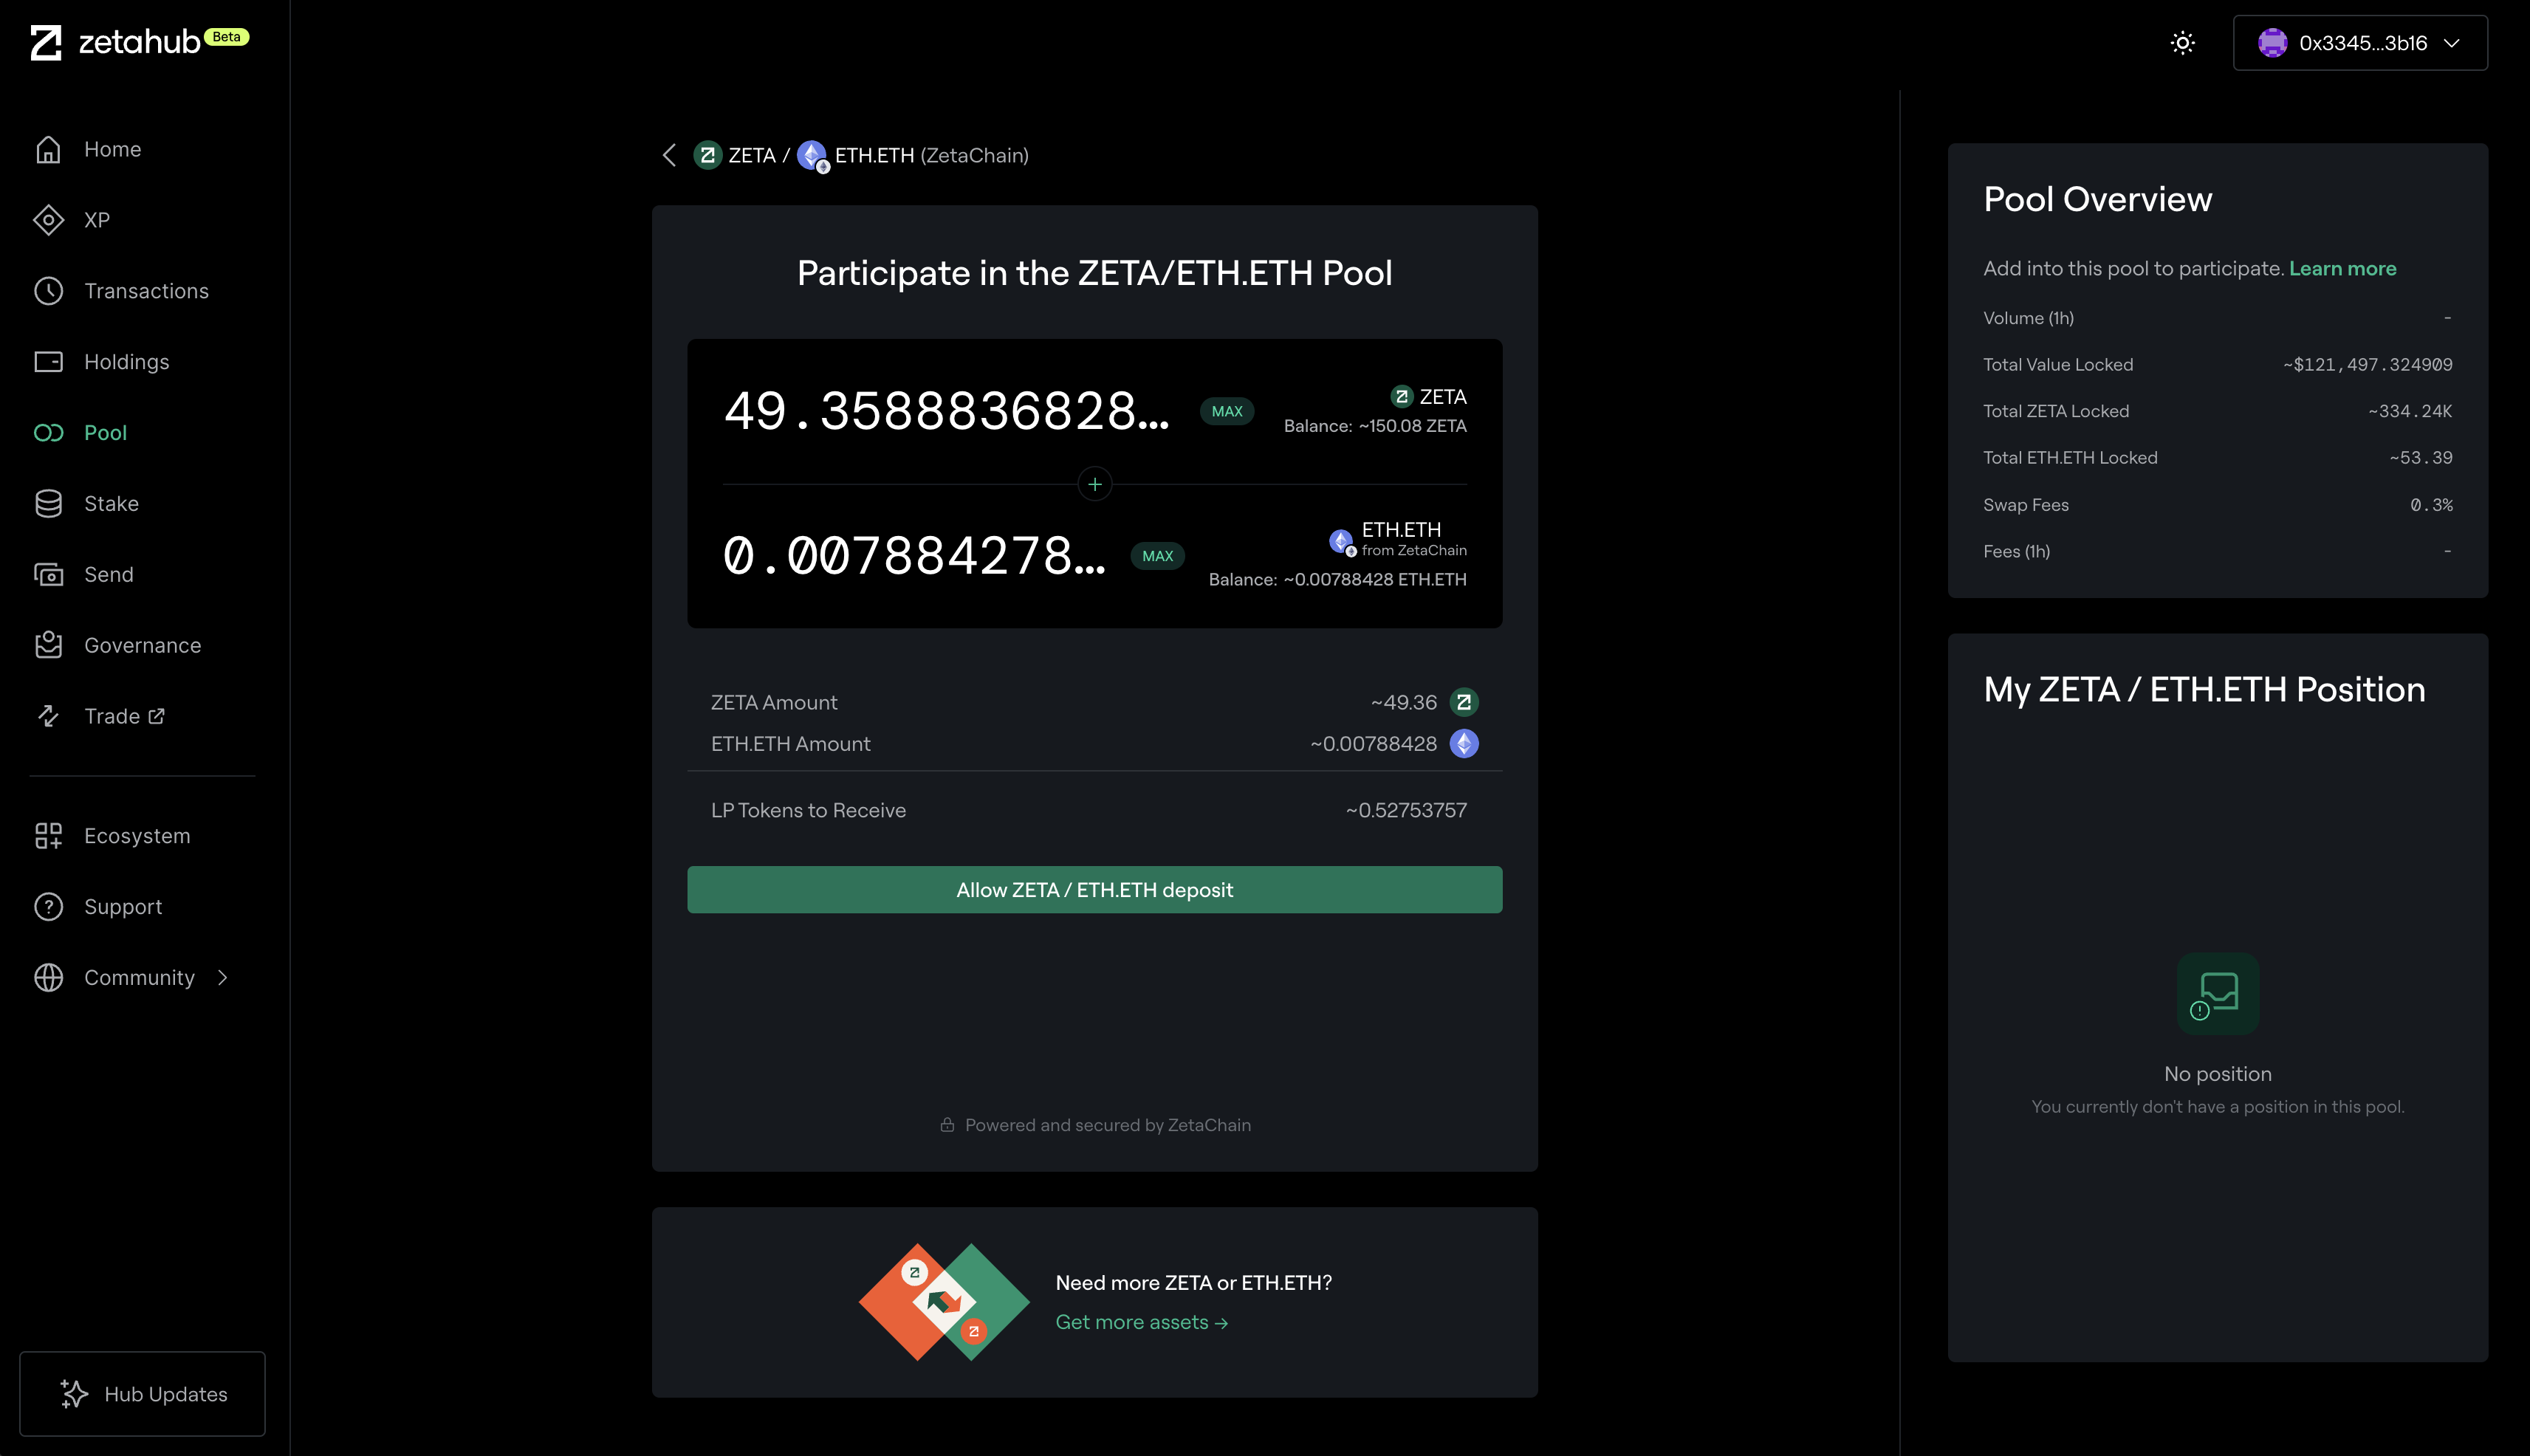 zetahub Beta
0x3345...3b16
Home
XP
Transactions
Holdings
Pool
Stake
Send
Governance
Trade
Ecosystem
Support
Community
Hub Updates
ZETA / ETH.ETH (ZetaChain)
Participate in the ZETA/ETH.ETH Pool
49.3588836828… MAX ZETA
Balance: ~150.08 ZETA
0.007884278… MAX ETH.ETH
from ZetaChain
Balance: ~0.00788428 ETH.ETH
ZETA Amount ~49.36
ETH.ETH Amount ~0.00788428
LP Tokens to Receive ~0.52753757
Allow ZETA / ETH.ETH deposit
Powered and secured by ZetaChain
Need more ZETA or ETH.ETH?
Get more assets →
Pool Overview
Add into this pool to participate. Learn more
Volume (1h) -
Total Value Locked ~$121,497.324909
Total ZETA Locked ~334.24K
Total ETH.ETH Locked ~53.39
Swap Fees 0.3%
Fees (1h) -
My ZETA / ETH.ETH Position
No position
You currently don't have a position in this pool.